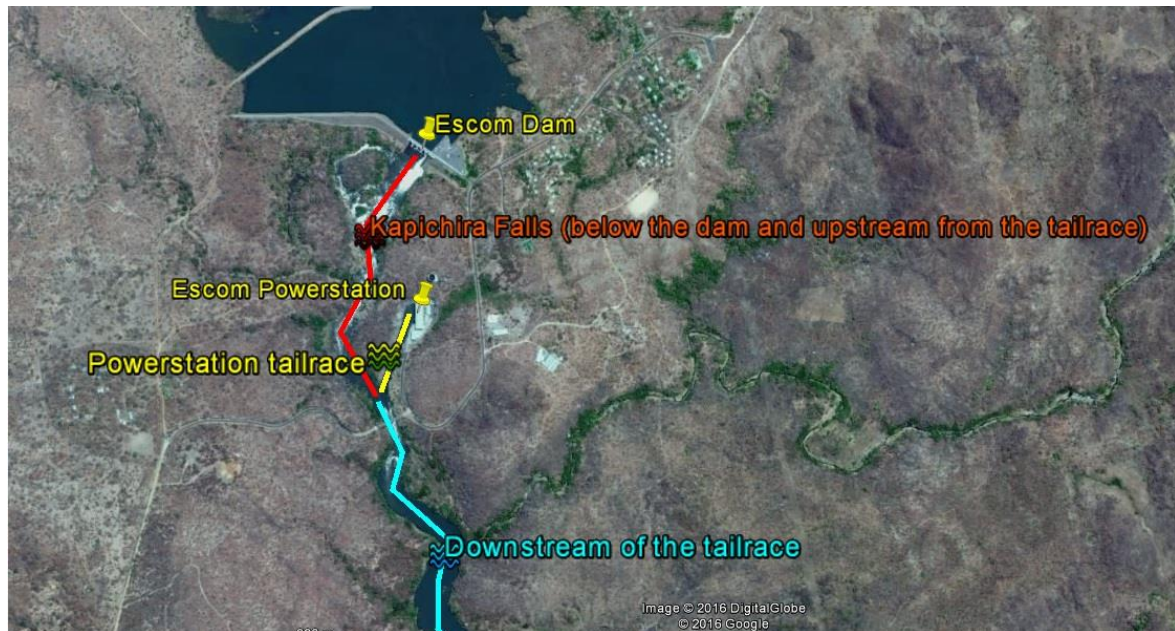 Escom Dam
Kapichira Falls (below the dam and upstream from the tailrace)
Escom Powerstation
Powerstation tailrace
Downstream of the tailrace
Image © 2016 DigitalGlobe
© 2016 Google